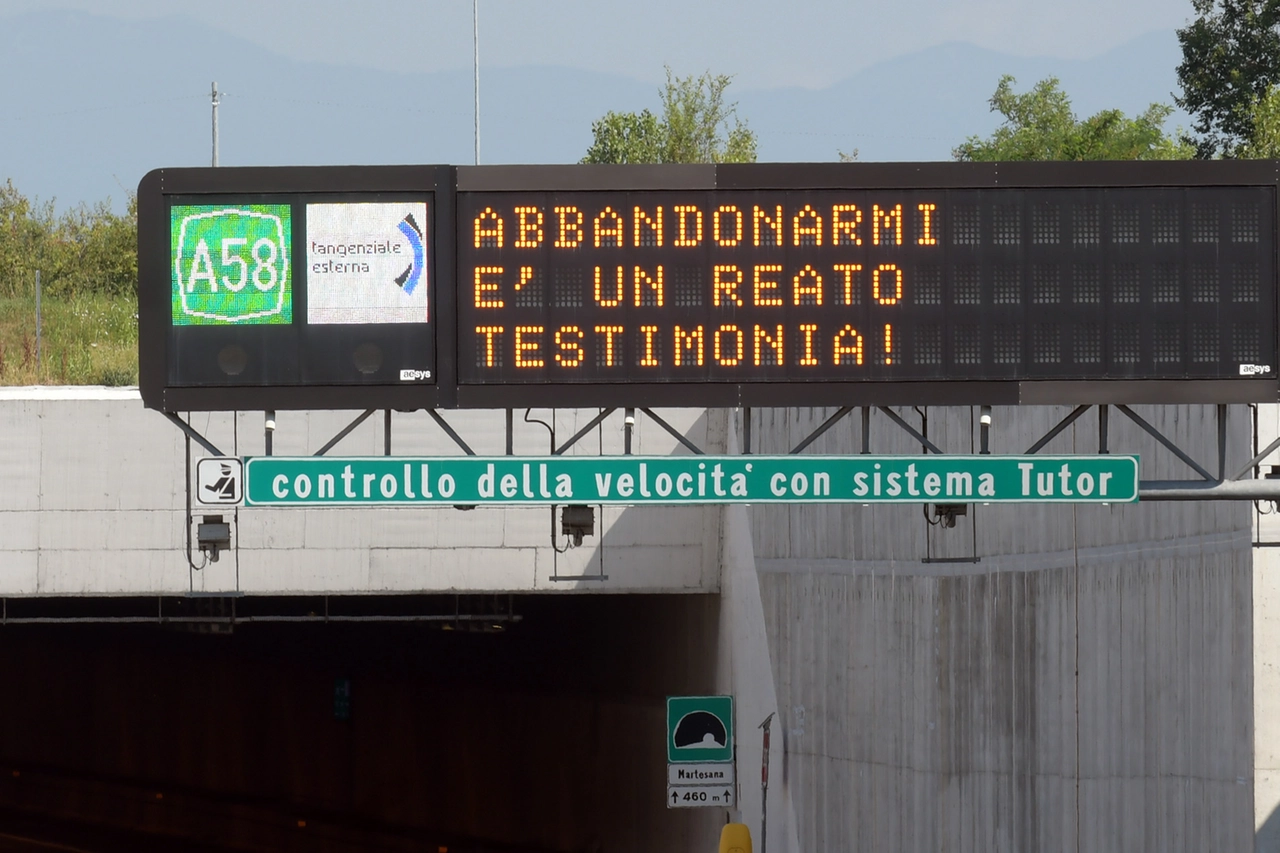 A58
tangenziale
esterna
aesys
ABBANDONARMI
E' UN REATO
TESTIMONIA!
aesys
controllo della velocita' con sistema Tutor
Martesana
↑ 460 m ↑